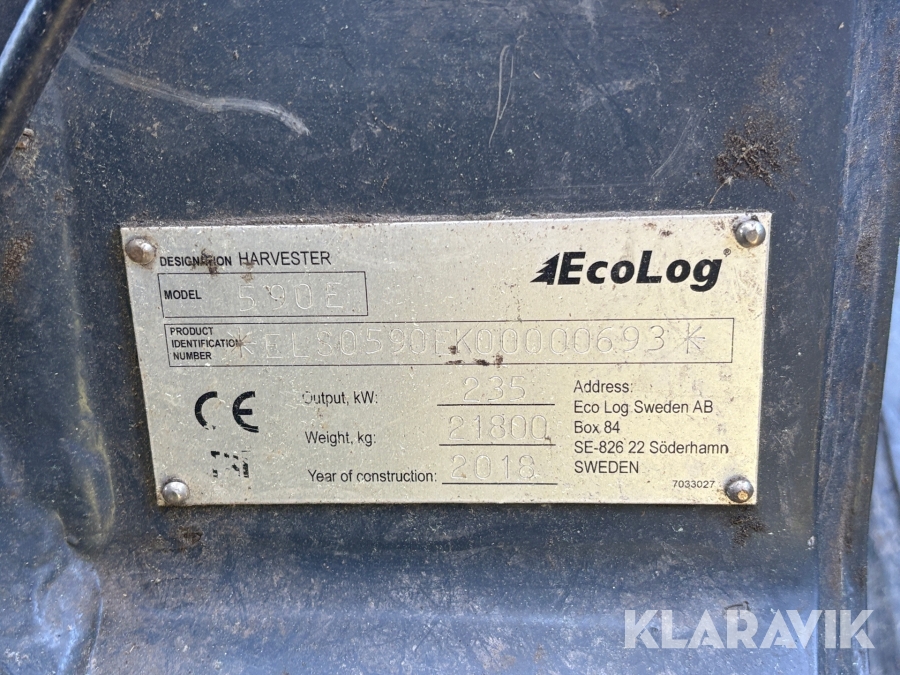 DESIGNATION HARVESTER
EcoLog®
MODEL 590E
PRODUCT
IDENTIFICATION
NUMBER
*ELS0590EK00000693*
CE
Output, kW: 235
Weight, kg: 21800
Year of construction: 2018
Address:
Eco Log Sweden AB
Box 84
SE-826 22 Söderhamn
SWEDEN
7033027
KLARAVIK